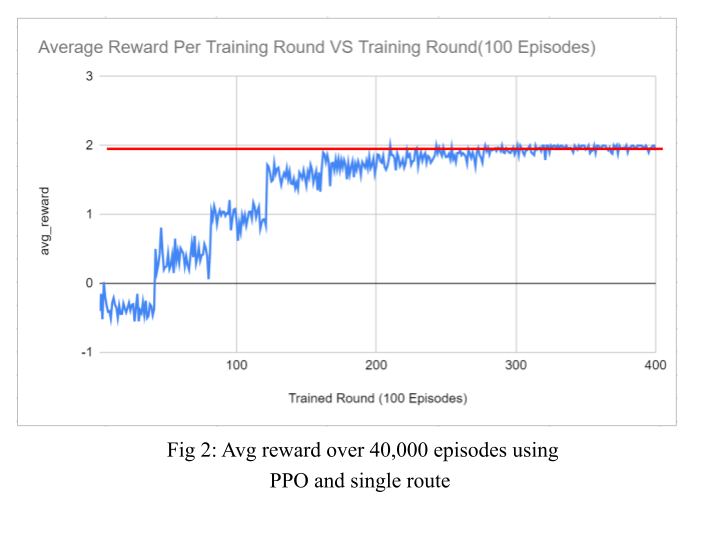 Average Reward Per Training Round VS Training Round(100 Episodes)
3
2
1
0
-1
avg_reward
100
200
300
400
Trained Round (100 Episodes)
Fig 2: Avg reward over 40,000 episodes using
PPO and single route